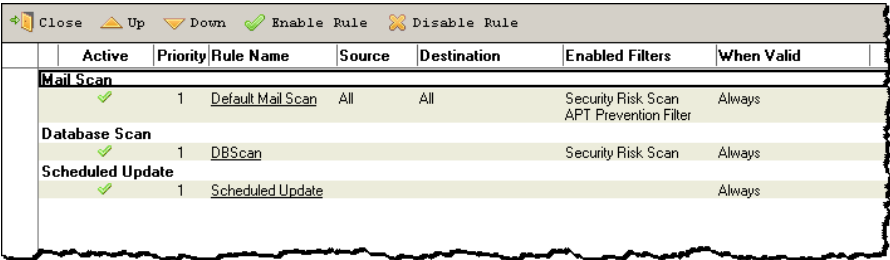 Close Up Down Enable Rule Disable Rule
Active Priority Rule Name Source Destination Enabled Filters When Valid
Mail Scan
1 Default Mail Scan All All Security Risk Scan Always
APT Prevention Filter
Database Scan
1 DBScan Security Risk Scan Always
Scheduled Update
1 Scheduled Update Always